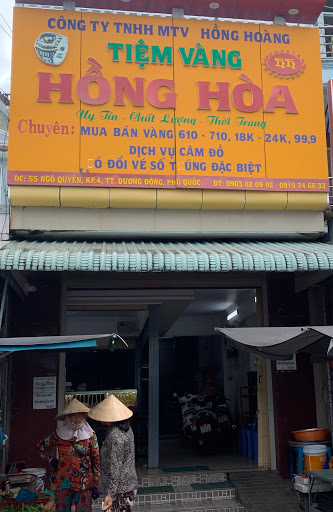 CÔNG TY TNHH MTV HỒNG HOÀNG
TIỆM VÀNG
HH
HỒNG HÒA
Uy Tín - Chất Lượng - Thời Trang
Chuyên: MUA BÁN VÀNG 610 - 710, 18K - 24K, 99,9
DỊCH VỤ CẦM ĐỒ
Ó ĐỔI VÉ SỐ T ÚNG ĐẶC BIỆT
ĐC: 55 NGÔ QUYỀN, KP.4, TT. DƯƠNG ĐÔNG, PHÚ QUỐC ĐT: 0903 02 09 02 - 0919 74 66 33